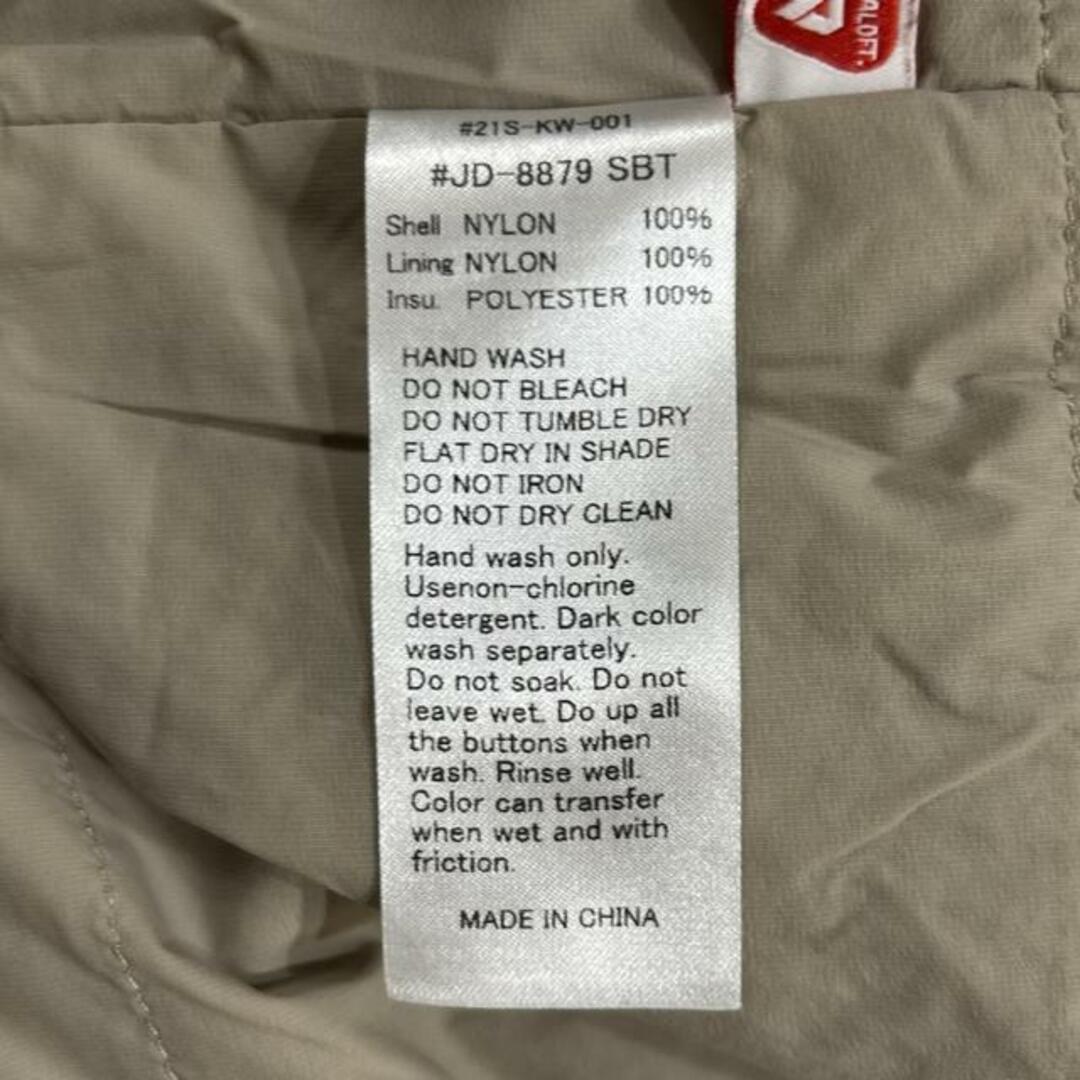 ALOFT.
#21S-KW-001
#JD-8879 SBT
Shell NYLON 100%
Lining NYLON 100%
Insu. POLYESTER 100%
HAND WASH
DO NOT BLEACH
DO NOT TUMBLE DRY
FLAT DRY IN SHADE
DO NOT IRON
DO NOT DRY CLEAN
Hand wash only.
Usenon-chlorine
detergent. Dark color
wash separately.
Do not soak. Do not
leave wet. Do up all
the buttons when
wash. Rinse well.
Color can transfer
when wet and with
friction.
MADE IN CHINA